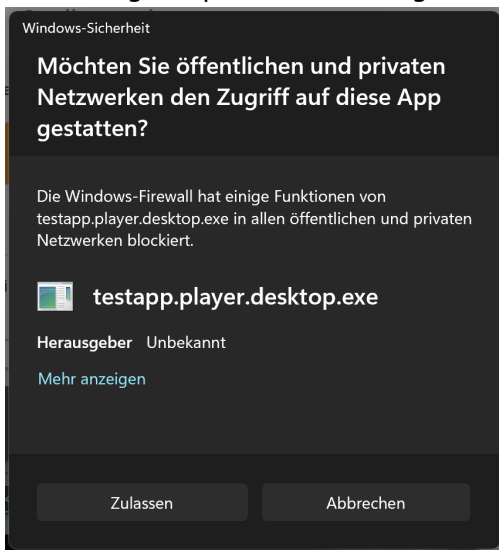 Windows-Sicherheit
Möchten Sie öffentlichen und privaten
Netzwerken den Zugriff auf diese App
gestatten?
Die Windows-Firewall hat einige Funktionen von
testapp.player.desktop.exe in allen öffentlichen und privaten
Netzwerken blockiert.
testapp.player.desktop.exe
Herausgeber Unbekannt
Mehr anzeigen
Zulassen Abbrechen